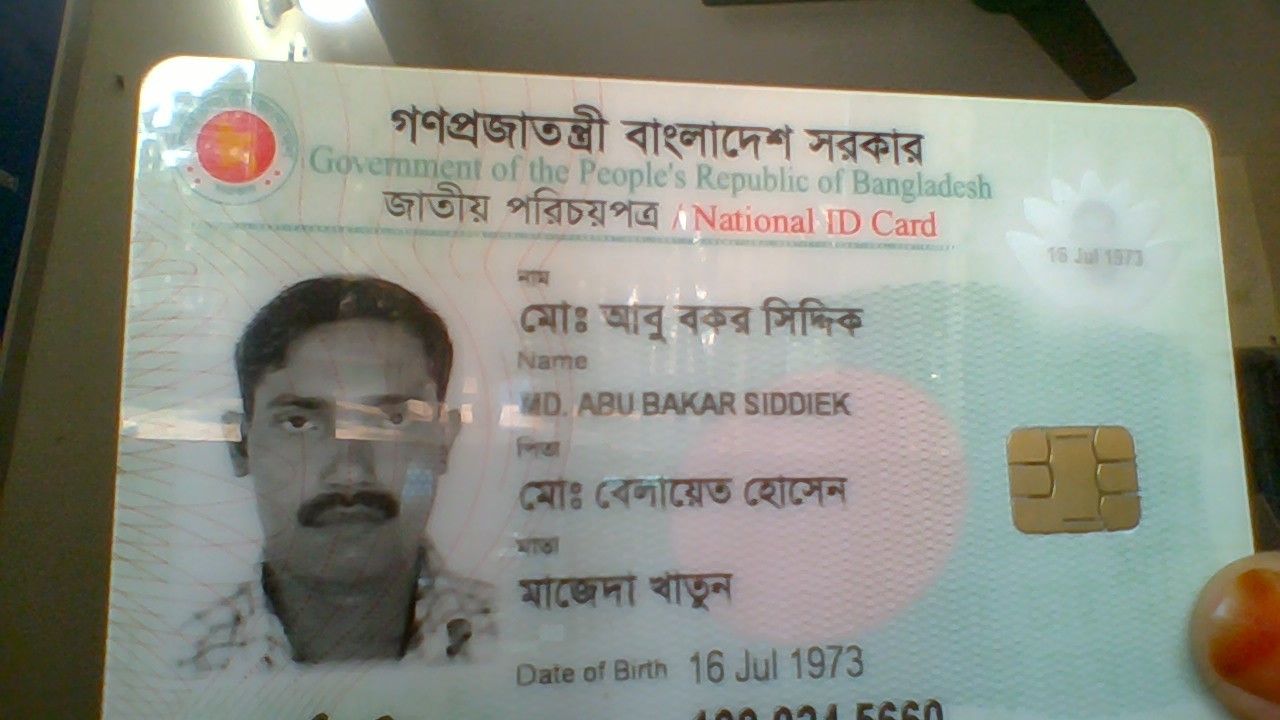 গণপ্রজাতন্ত্রী বাংলাদেশ সরকার
Government of the People's Republic of Bangladesh
জাতীয় পরিচয়পত্র / National ID Card
16 Jul 1973
নাম
মোঃ আবু বকর সিদ্দিক
Name
MD. ABU BAKAR SIDDIEK
পিতা
মোঃ বেলায়েত হোসেন
মাতা
মাজেদা খাতুন
Date of Birth 16 Jul 1973